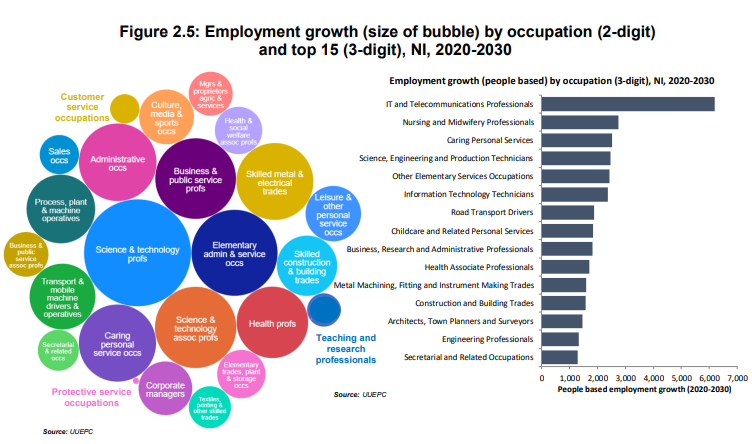 Figure 2.5: Employment growth (size of bubble) by occupation (2-digit)
and top 15 (3-digit), NI, 2020-2030
Customer
service
occupations
Mgrs &
proprietors
agric &
services
Culture,
media &
sports
occs
Health &
social
welfare
assoc profs
Sales
occs
Administrative
occs
Business &
public service
profs
Skilled metal &
electrical
trades
Process, plant
& machine
operatives
Leisure &
other
personal
service
occs
Business &
public
service
assoc profs
Science & technology
profs
Elementary
admin & service
occs
Skilled
construction
& building
trades
Transport &
mobile
machine
drivers &
operatives
Science &
technology
assoc profs
Health profs
Caring
personal
service occs
Secretarial
& related
occs
Teaching and
research
professionals
Elementary
trades, plant
& storage
occs
Protective service
occupations
Corporate
managers
Textiles,
printing &
other skilled
trades
Source: UUEPC
Employment growth (people based) by occupation (3-digit), NI, 2020-2030
IT and Telecommunications Professionals
Nursing and Midwifery Professionals
Caring Personal Services
Science, Engineering and Production Technicians
Other Elementary Services Occupations
Information Technology Technicians
Road Transport Drivers
Childcare and Related Personal Services
Business, Research and Administrative Professionals
Health Associate Professionals
Metal Machining, Fitting and Instrument Making Trades
Construction and Building Trades
Architects, Town Planners and Surveyors
Engineering Professionals
Secretarial and Related Occupations
0 1,000 2,000 3,000 4,000 5,000 6,000 7,000
People based employment growth (2020-2030)
Source: UUEPC